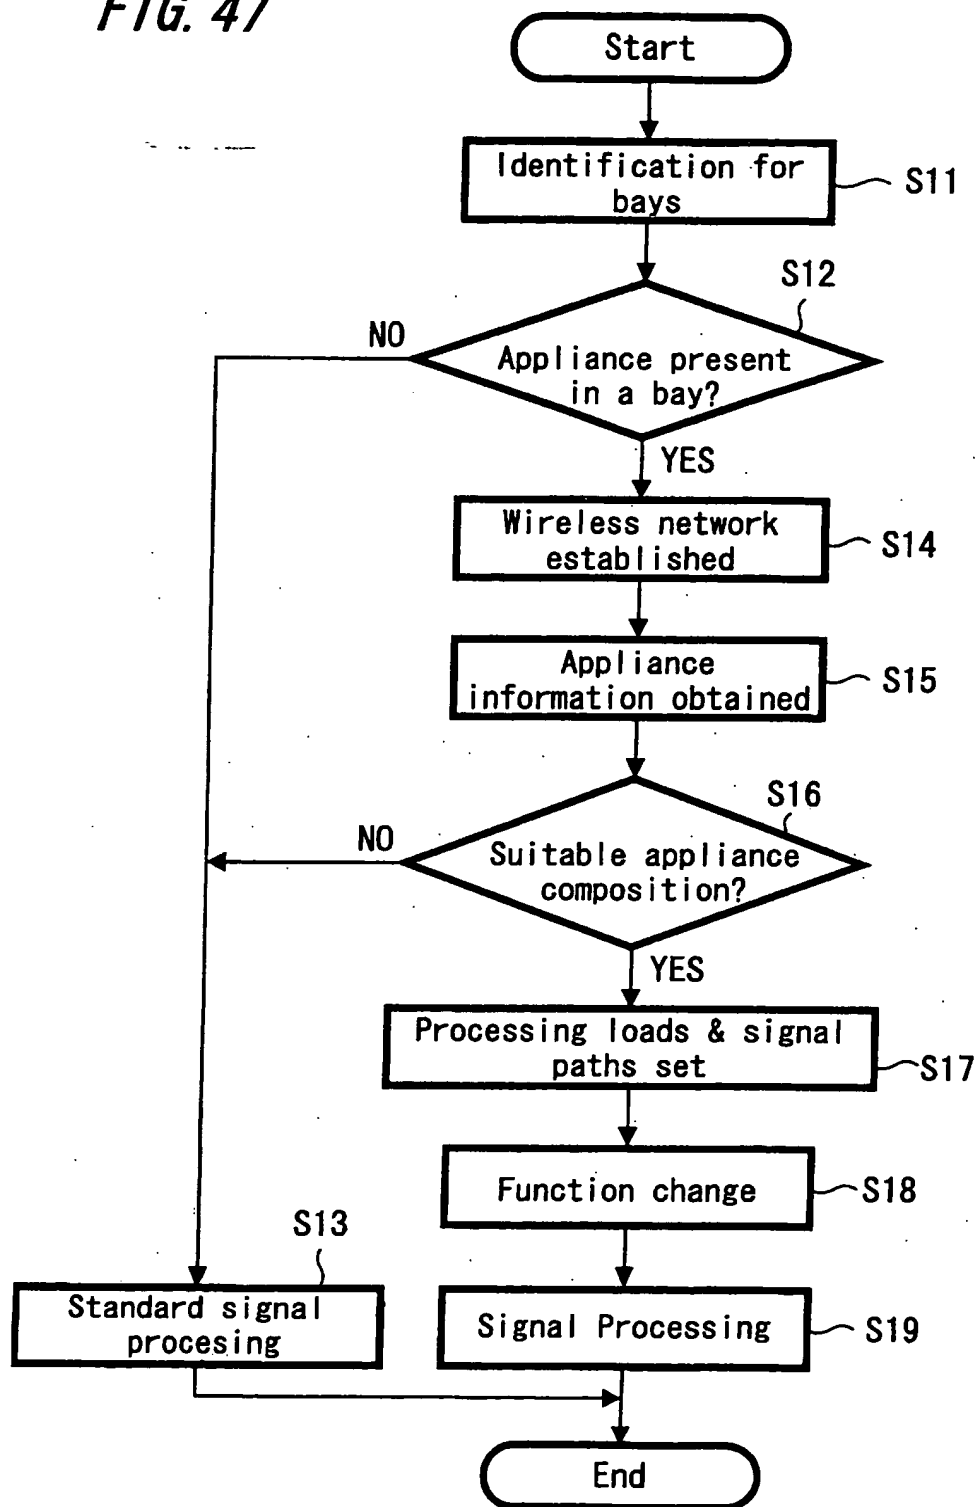 FIG. 47
Start
Identification for
bays
S11
S12
NO
Appliance present
in a bay?
YES
Wireless network
established
S14
Appliance
information obtained
S15
S16
NO
Suitable appliance
composition?
YES
Processing loads & signal
paths set
S17
Function change
S18
S13
Standard signal
procesing
Signal Processing
S19
End